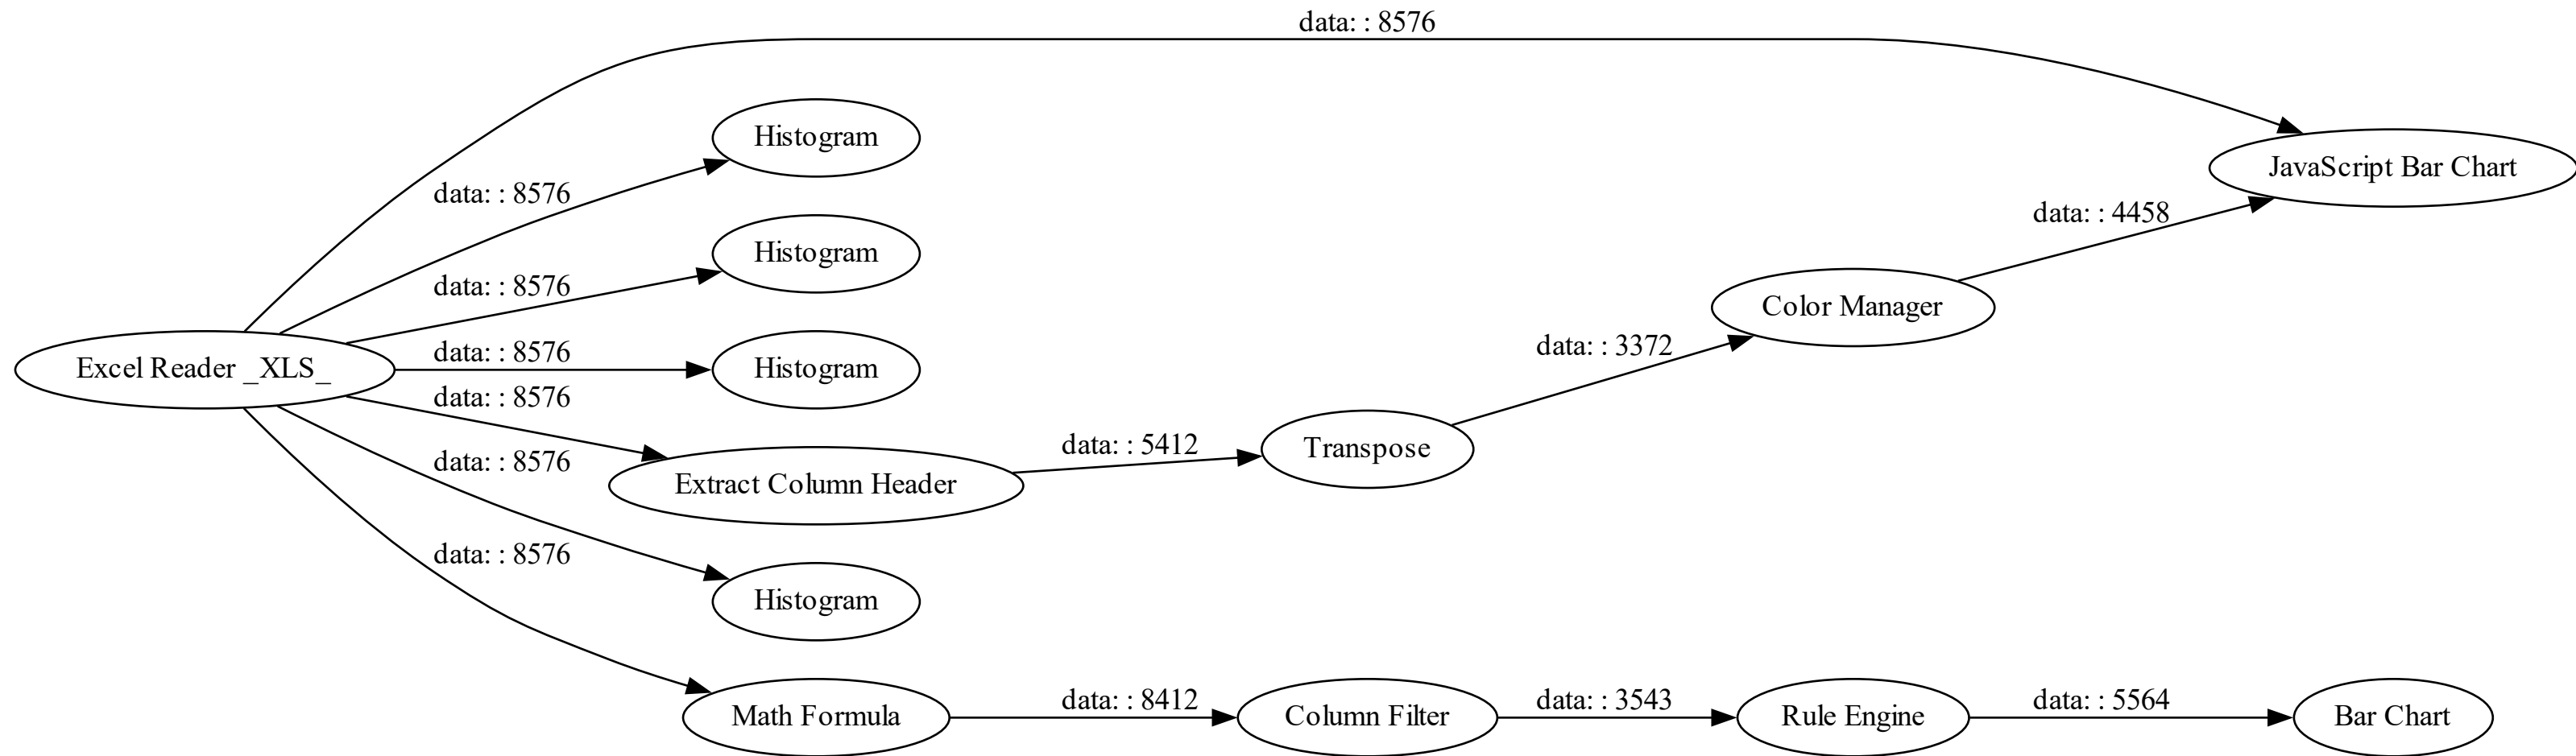 data: : 8576
Histogram
data: : 8576
JavaScript Bar Chart
data: : 4458
Histogram
data: : 8576
Color Manager
data: : 3372
data: : 8576
Histogram
Excel Reader _XLS_
data: : 8576
data: : 5412
Transpose
data: : 8576
Extract Column Header
data: : 8576
Histogram
data: : 8412
data: : 3543
data: : 5564
Math Formula
Column Filter
Rule Engine
Bar Chart